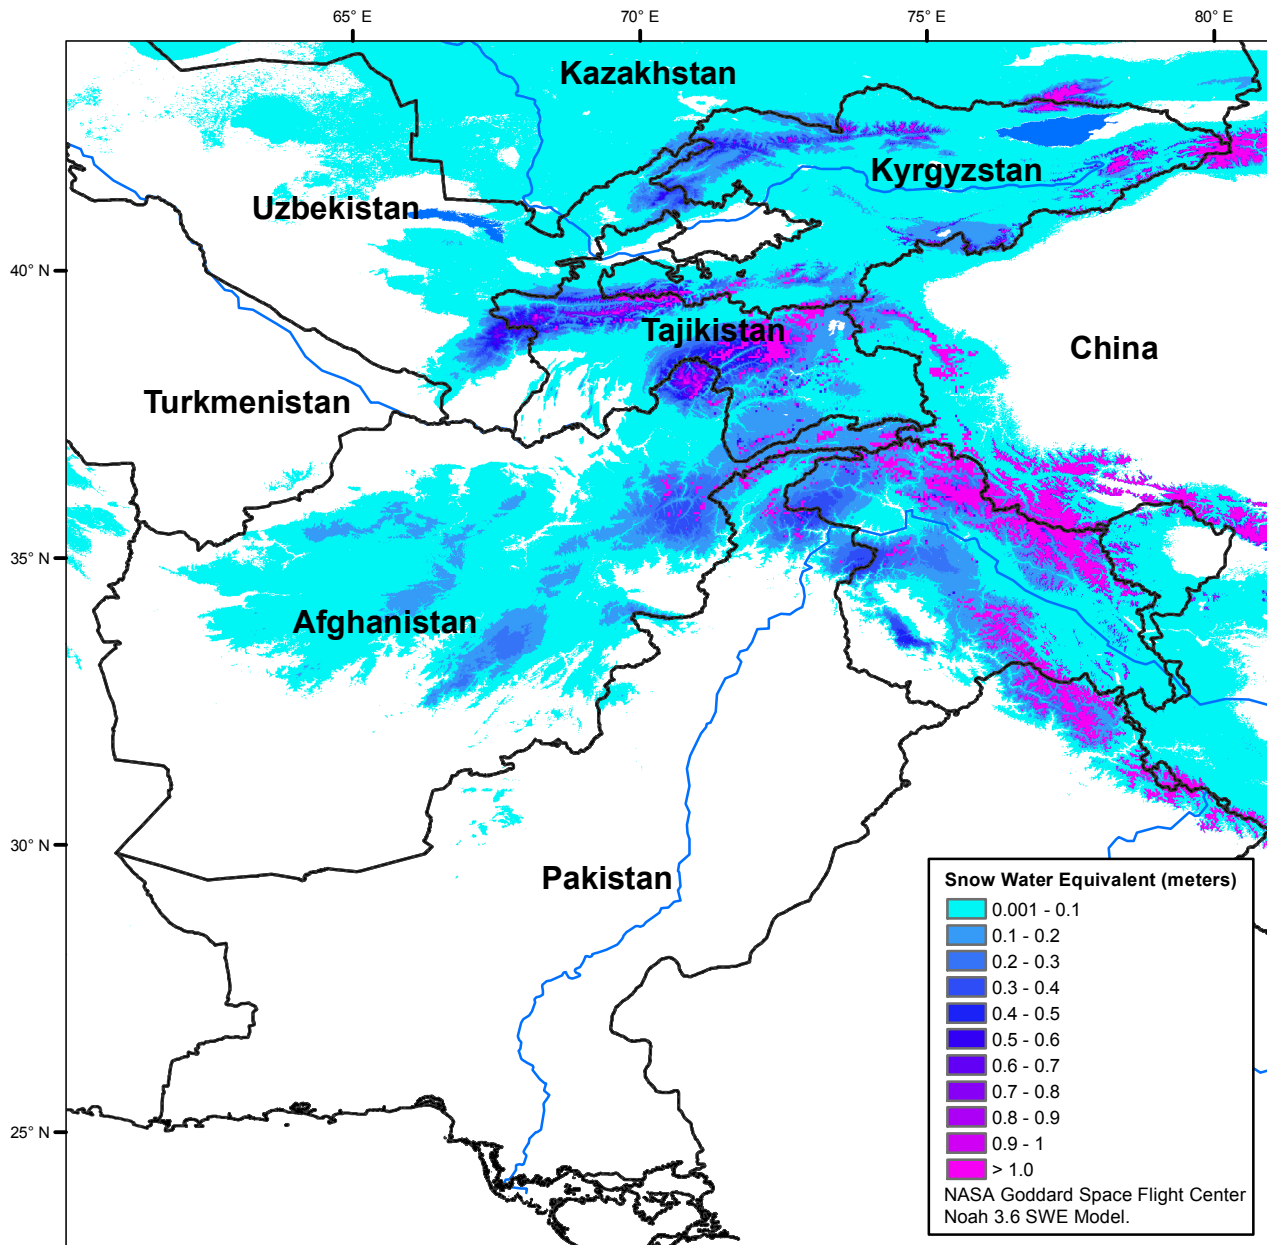 65° E
70° E
75° E
80° E
Kazakhstan
Kyrgyzstan
Uzbekistan
40° N
Tajikistan
China
Turkmenistan
35° N
Afghanistan
30° N
Pakistan
25° N
Snow Water Equivalent (meters)
0.001 - 0.1
0.1 - 0.2
0.2 - 0.3
0.3 - 0.4
0.4 - 0.5
0.5 - 0.6
0.6 - 0.7
0.7 - 0.8
0.8 - 0.9
0.9 - 1
> 1.0
NASA Goddard Space Flight Center
Noah 3.6 SWE Model.